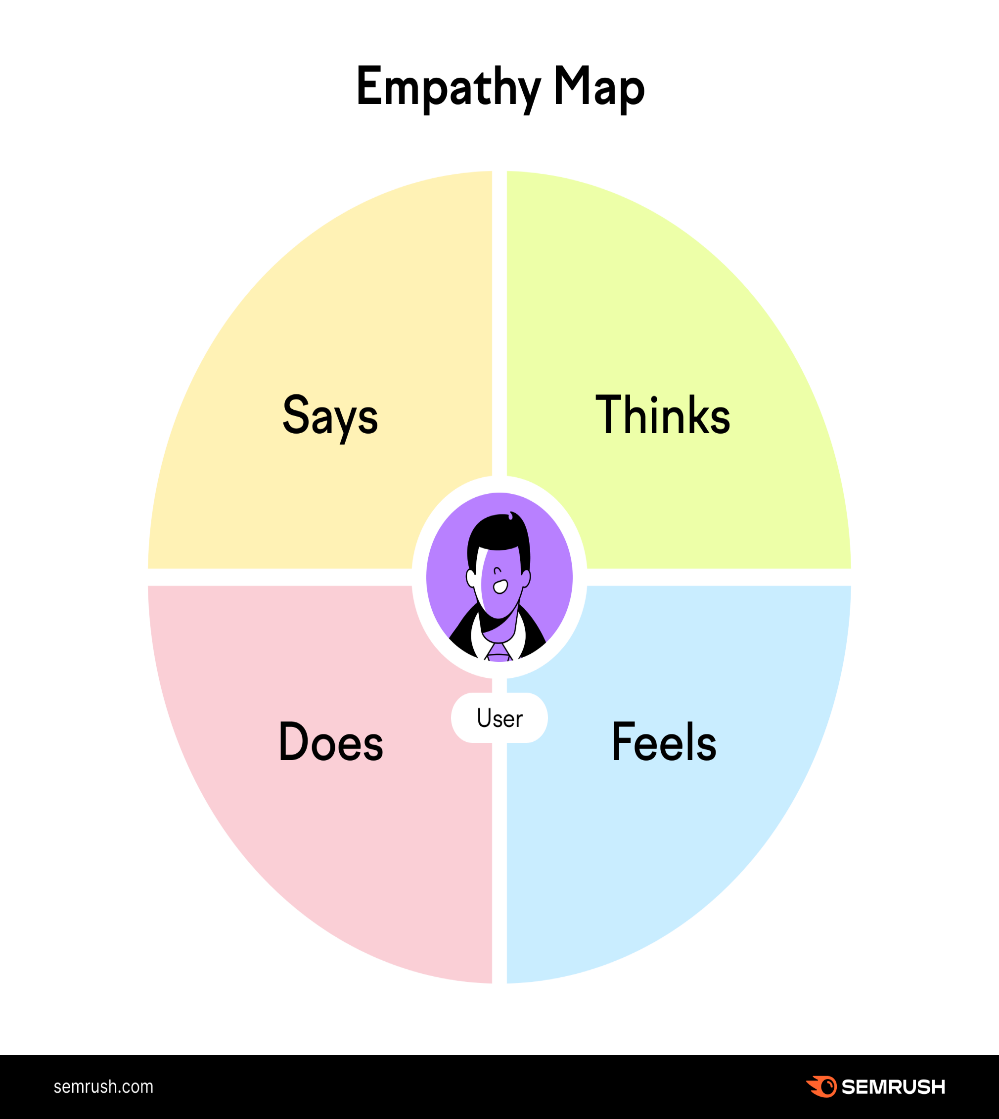 Empathy Map
Says
Thinks
User
Does
Feels
semrush.com
SEMRUSH